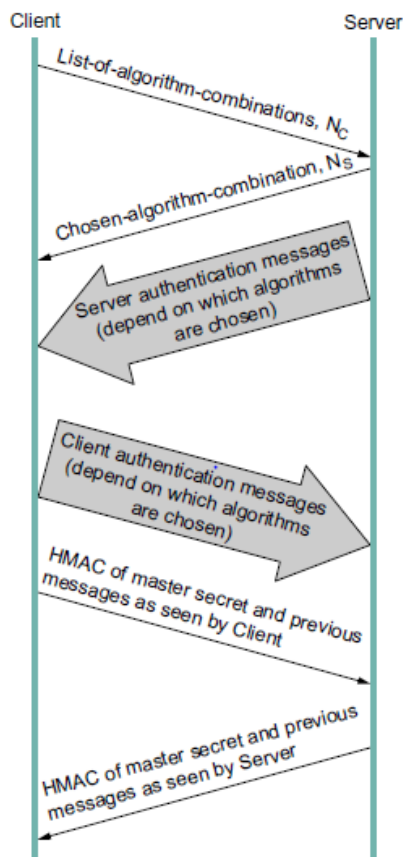 Client
Server
List-of-algorithm-combinations, NC
Chosen-algorithm-combination, NS
Server authentication messages
(depend on which algorithms
are chosen)
Client authentication messages
(depend on which algorithms
are chosen)
HMAC of master secret and previous
messages as seen by Client
HMAC of master secret and previous
messages as seen by Server